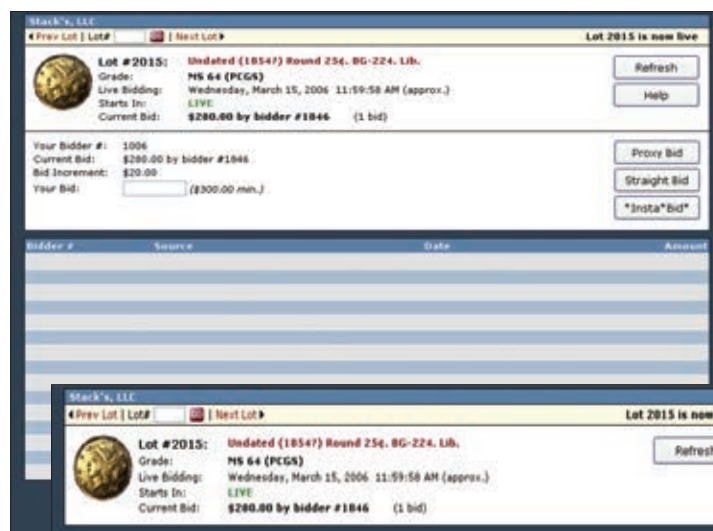 Stack's, LLC
Prev Lot | Lot# | Next Lot
Lot 2015 is now live
Lot #2015: Undated (1854?) Round 25¢. BG-224. Lib.
Grade: MS 64 (PCGS)
Live Bidding: Wednesday, March 15, 2006 11:59:58 AM (approx.)
Starts In: LIVE
Current Bid: $280.00 by bidder #1846 (1 bid)
Refresh
Help
Your Bidder #: 1006
Current Bid: $280.00 by bidder #1846
Bid Increment: $20.00
Your Bid: ($300.00 min.)
Proxy Bid
Straight Bid
*Insta*Bid*
Bidder # Source Date Amount
Stack's, LLC
Prev Lot | Lot# | Next Lot
Lot 2015 is now
Lot #2015: Undated (1854?) Round 25¢. BG-224. Lib.
Grade: MS 64 (PCGS)
Live Bidding: Wednesday, March 15, 2006 11:59:58 AM (approx.)
Starts In: LIVE
Current Bid: $280.00 by bidder #1846 (1 bid)
Refresh